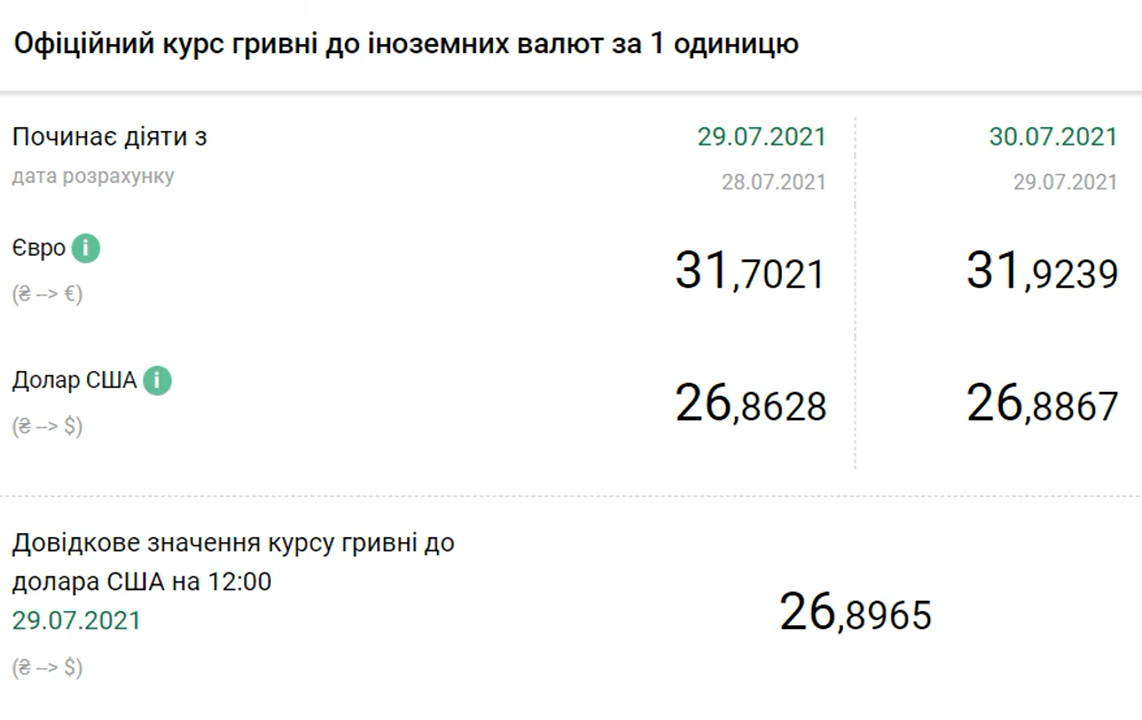 Офіційний курс гривні до іноземних валют за 1 одиницю
Починає діяти з 29.07.2021 30.07.2021
дата розрахунку 28.07.2021 29.07.2021
Євро i 31,7021 31,9239
(₴ --> €)
Долар США i 26,8628 26,8867
(₴ --> $)
Довідкове значення курсу гривні до
долара США на 12:00
29.07.2021 26,8965
(₴ --> $)